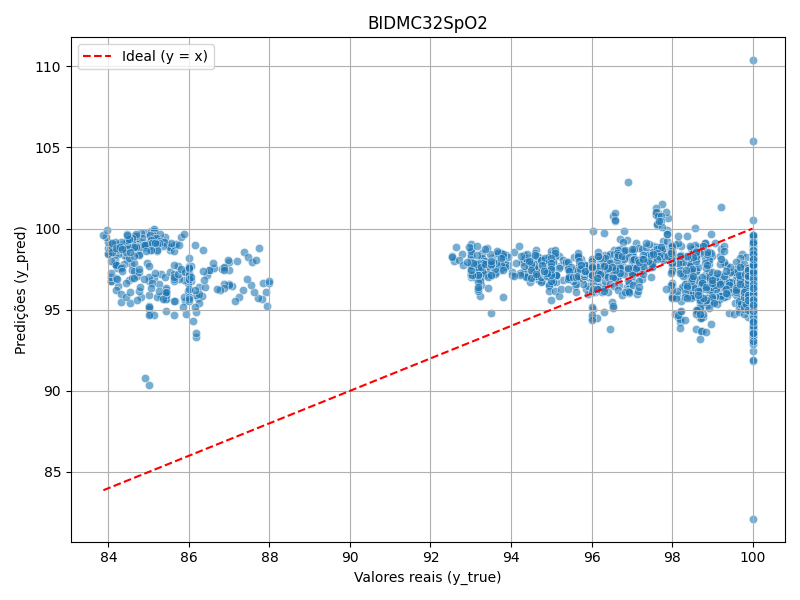 BIDMC32SpO2
Ideal (y = x)
Predições (y_pred)
110
105
100
95
90
85
84 86 88 90 92 94 96 98 100
Valores reais (y_true)